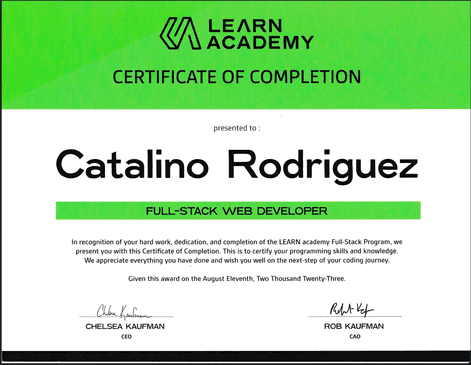 LEARN
ACADEMY
CERTIFICATE OF COMPLETION
presented to :
Catalino Rodriguez
FULL-STACK WEB DEVELOPER
In recognition of your hard work, dedication, and completion of the LEARN academy Full-Stack Program, we
present you with this Certificate of Completion. This is to certify your programming skills and knowledge.
We appreciate everything you have done and wish you well on the next-step of your coding journey.
Given this award on the August Eleventh, Two Thousand Twenty-Three.
CHELSEA KAUFMAN
CEO
ROB KAUFMAN
CAO